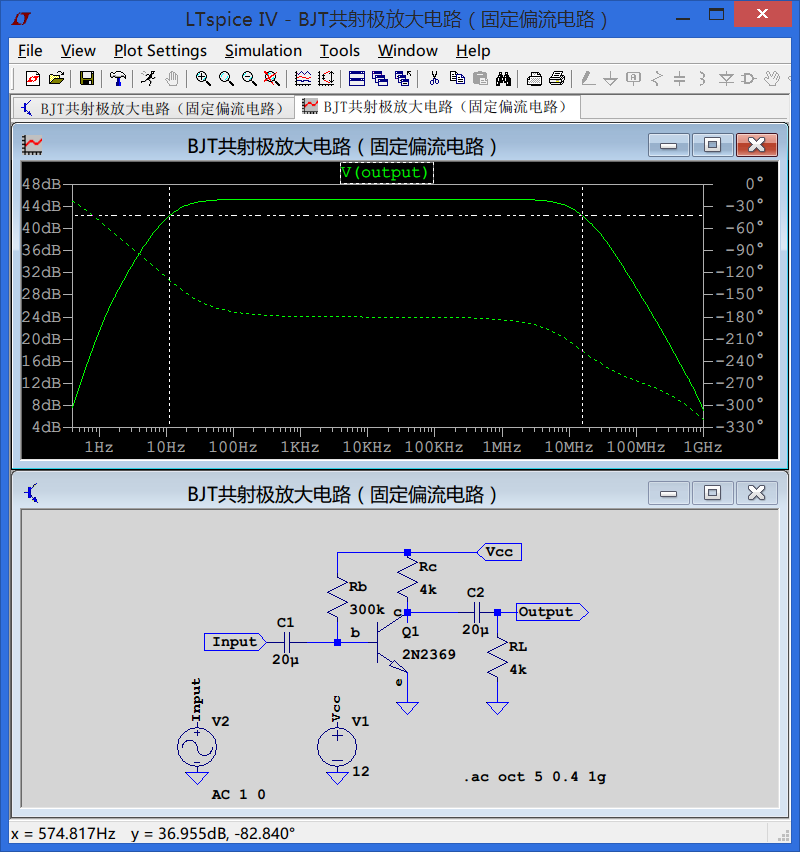 LTspice IV - BJT共射极放大电路（固定偏流电路）
File View Plot Settings Simulation Tools Window Help
BJT共射极放大电路（固定偏流电路） BJT共射极放大电路（固定偏流电路）
BJT共射极放大电路（固定偏流电路）
V(output)
48dB 0°
44dB -30°
40dB -60°
36dB -90°
32dB -120°
28dB -150°
24dB -180°
20dB -210°
16dB -240°
12dB -270°
8dB -300°
4dB -330°
1Hz 10Hz 100Hz 1KHz 10KHz 100KHz 1MHz 10MHz 100MHz 1GHz
BJT共射极放大电路（固定偏流电路）
Vcc
Rb Rc
300k 4k
C1 C2
Input b c Output
20µ 20µ
Q1
2N2369
RL
4k
e
Input Vcc
V2 V1
12
AC 1 0
.ac oct 5 0.4 1g
x = 574.817Hz y = 36.955dB, -82.840°